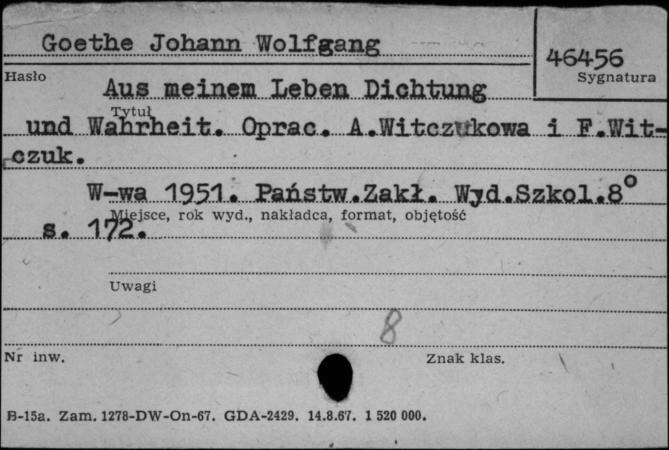 Goethe Johann Wolfgang
46456
Hasło
Sygnatura
Aus meinem Leben Dichtung
Tytuł
und Wahrheit. Oprac. A.Witczukowa i F.Wit-
czuk.
W-wa 1951. Państw.Zakł. Wyd.Szkol.8°
Miejsce, rok wyd., nakładca, format, objętość
s. 172.
Uwagi
8
Nr inw.
Znak klas.
B-15a. Zam. 1278-DW-On-67. GDA-2429. 14.8.67. 1 520 000.